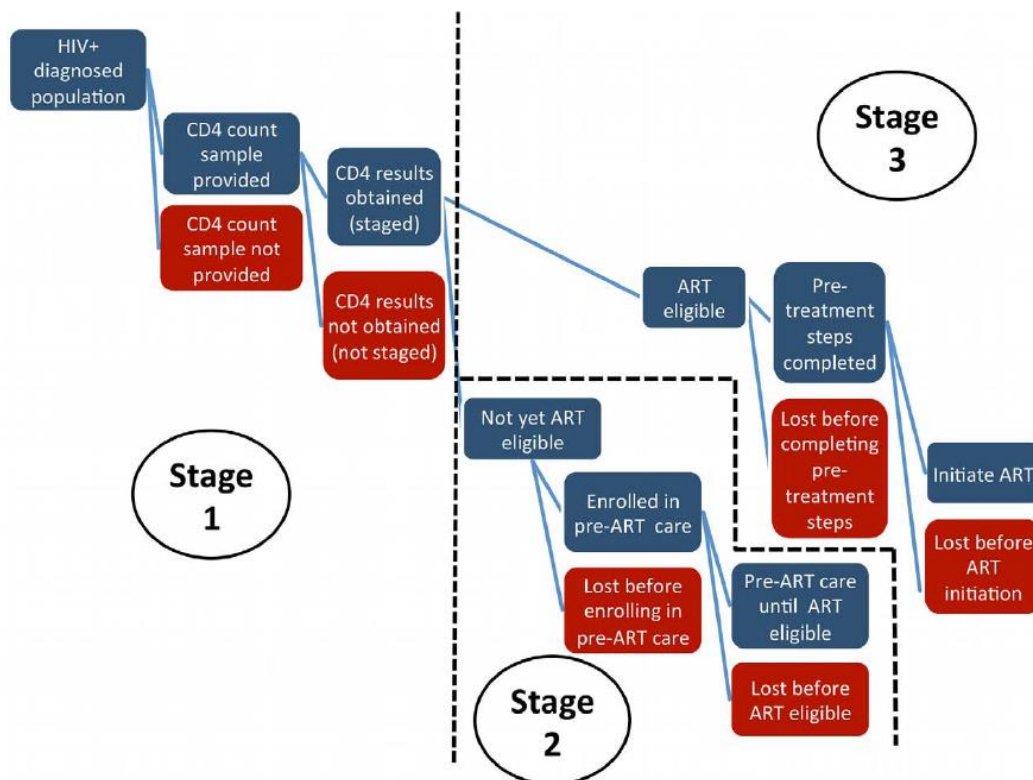 HIV+
diagnosed
population
CD4 count
sample
provided
CD4 count
sample not
provided
CD4 results
obtained
(staged)
CD4 results
not obtained
(not staged)
Stage
1
Not yet ART
eligible
Enrolled in
pre-ART care
Lost before
enrolling in
pre-ART care
Pre-ART care
until ART
eligible
Lost before
ART eligible
Stage
2
Stage
3
ART
eligible
Pre-
treatment
steps
completed
Lost before
completing
pre-
treatment
steps
Initiate ART
Lost before
ART
initiation